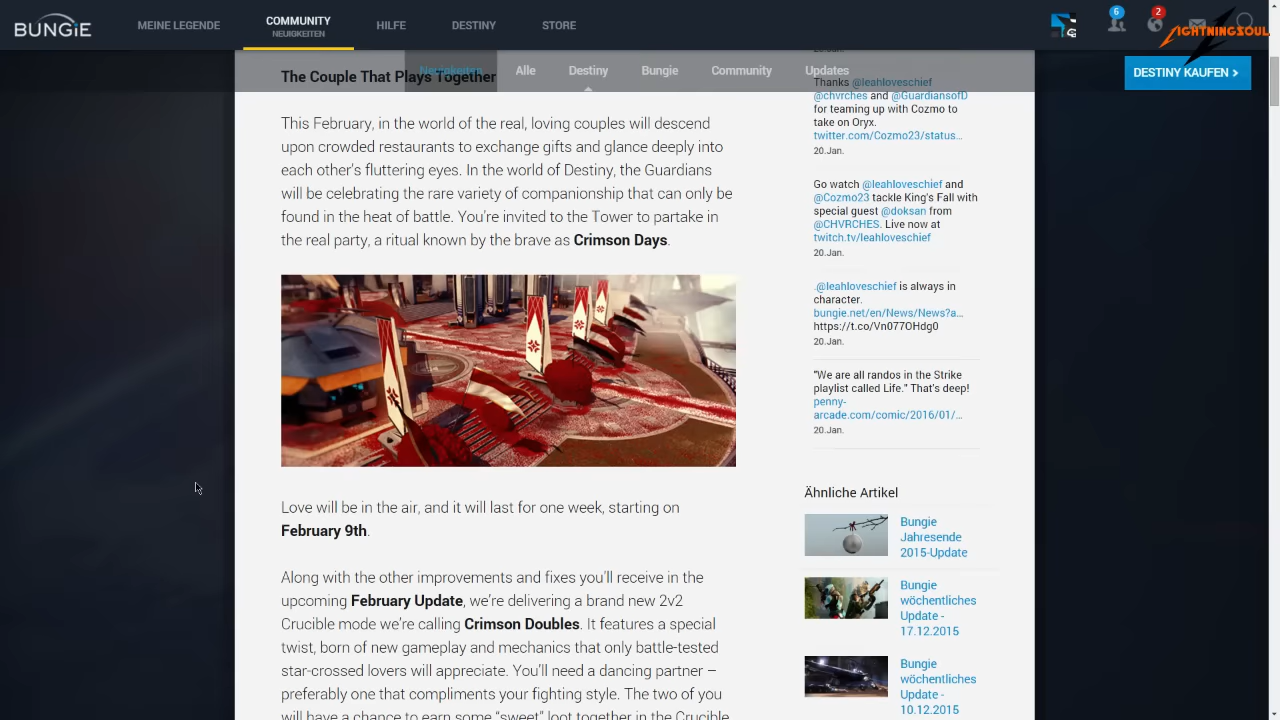 BUNGiE
MEINE LEGENDE
COMMUNITY
NEUIGKEITEN
HILFE
DESTINY
STORE
6
2
LIGHTNINGSOUL
Neuigkeiten
Alle
Destiny
Bungie
Community
Updates
DESTINY KAUFEN >
The Couple That Plays Together
This February, in the world of the real, loving couples will descend
upon crowded restaurants to exchange gifts and glance deeply into
each other's fluttering eyes. In the world of Destiny, the Guardians
will be celebrating the rare variety of companionship that can only be
found in the heat of battle. You're invited to the Tower to partake in
the real party, a ritual known by the brave as Crimson Days.
Love will be in the air, and it will last for one week, starting on
February 9th.
Along with the other improvements and fixes you'll receive in the
upcoming February Update, we're delivering a brand new 2v2
Crucible mode we're calling Crimson Doubles. It features a special
twist, born of new gameplay and mechanics that only battle-tested
star-crossed lovers will appreciate. You'll need a dancing partner –
preferably one that compliments your fighting style. The two of you
will have a chance to earn some “sweet” loot together in the Crucible
Thanks @leahloveschief
@chvrches and @GuardiansofD
for teaming up with Cozmo to
take on Oryx.
twitter.com/Cozmo23/status…
20.Jan.
Go watch @leahloveschief and
@Cozmo23 tackle King's Fall with
special guest @doksan from
@CHVRCHES. Live now at
twitch.tv/leahloveschief
20.Jan.
.@leahloveschief is always in
character.
bungie.net/en/News/News?a…
https://t.co/Vn077OHdg0
20.Jan.
"We are all randos in the Strike
playlist called Life." That's deep!
penny-
arcade.com/comic/2016/01/…
20.Jan.
Ähnliche Artikel
Bungie
Jahresende
2015-Update
Bungie
wöchentliches
Update -
17.12.2015
Bungie
wöchentliches
Update -
10.12.2015